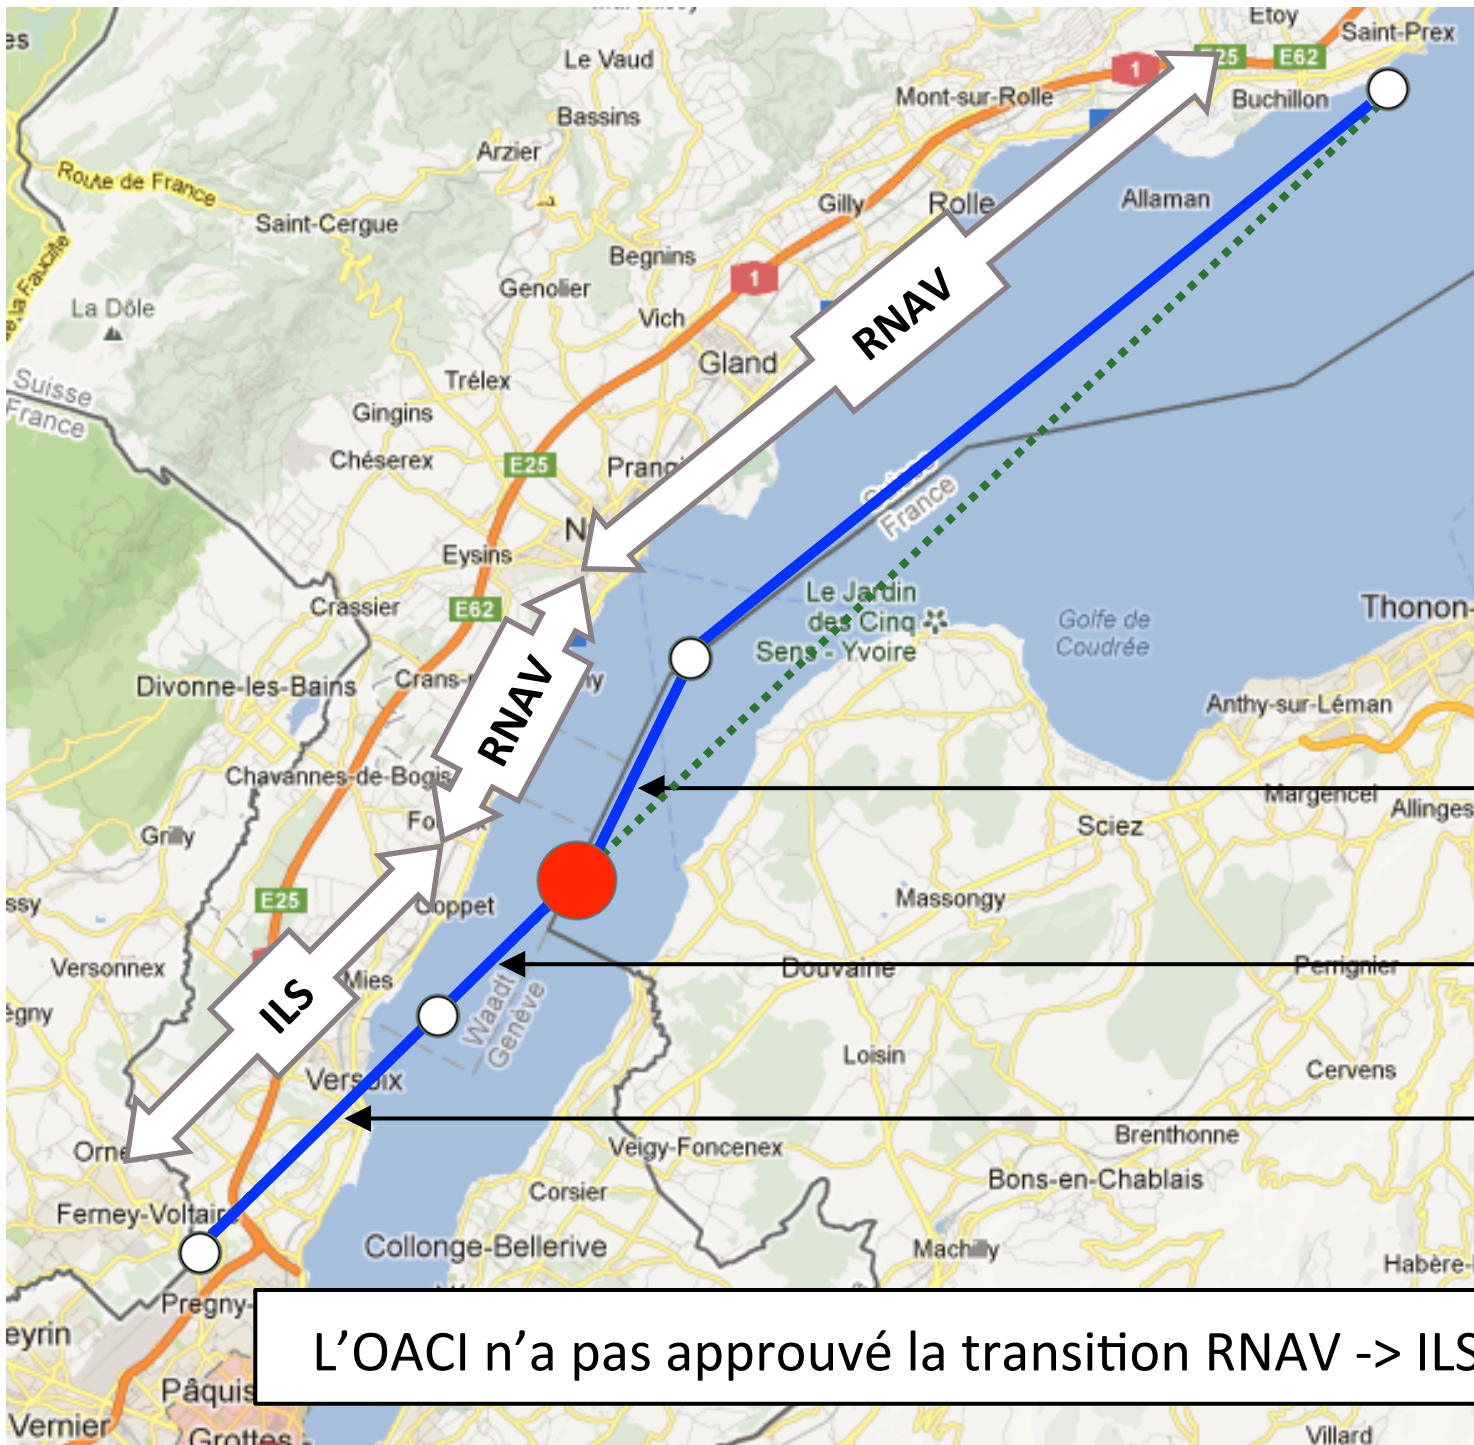 Etoy
Saint-Prex
Le Vaud
1
E25
E62
Mont-sur-Rolle
Buchillon
Bassins
Arzier
Route de France
Gilly
Rolle
Allaman
Saint-Cergue
Begnins
1
Genolier
La Dôle
Vich
RNAV
Gland
Suisse
France
Trélex
Gingins
Chéserex
E25
Suisse
France
Eysins
Crassier
E62
Le Jardin
des Cinq
Sens - Yvoire
Golfe de
Coudrée
Thonon-
Divonne-les-Bains
RNAV
Anthy-sur-Léman
Chavannes-de-Bogis
Margencel
Allinges
Grilly
Sciez
E25
Coppet
Massongy
Versonnex
Mies
Douvaine
Perrignier
ILS
Waadt
Genève
Loisin
Cervens
Versoix
Veigy-Foncenex
Brenthonne
Corsier
Bons-en-Chablais
Ferney-Voltaire
Collonge-Bellerive
Machilly
Habère-
Pregny-
L'OACI n'a pas approuvé la transition RNAV -> ILS
eyrin
Pâquis
Vernier
Grottes
Villard